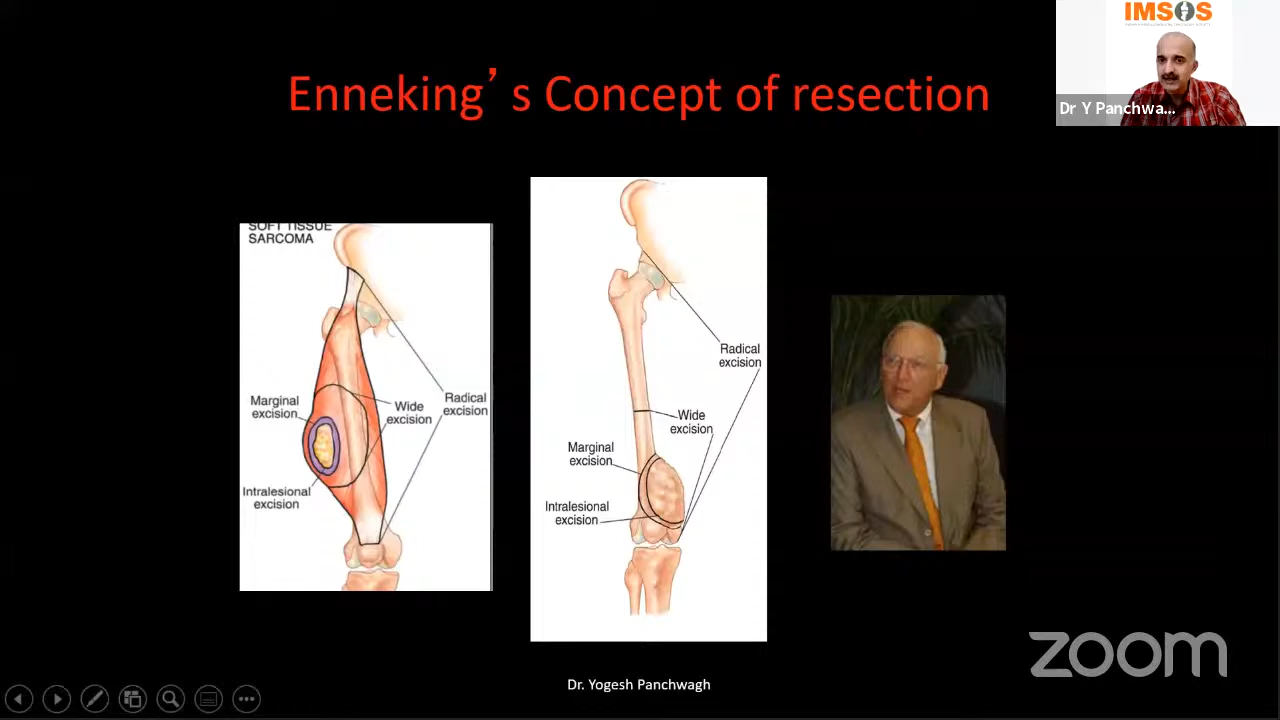 IMSOS
Dr Y Panchwa...
Enneking's Concept of resection
SOFT TISSUE
SARCOMA
Marginal
excision
Wide
excision
Radical
excision
Intralesional
excision
Radical
excision
Wide
excision
Marginal
excision
Intralesional
excision
zoom
Dr. Yogesh Panchwagh